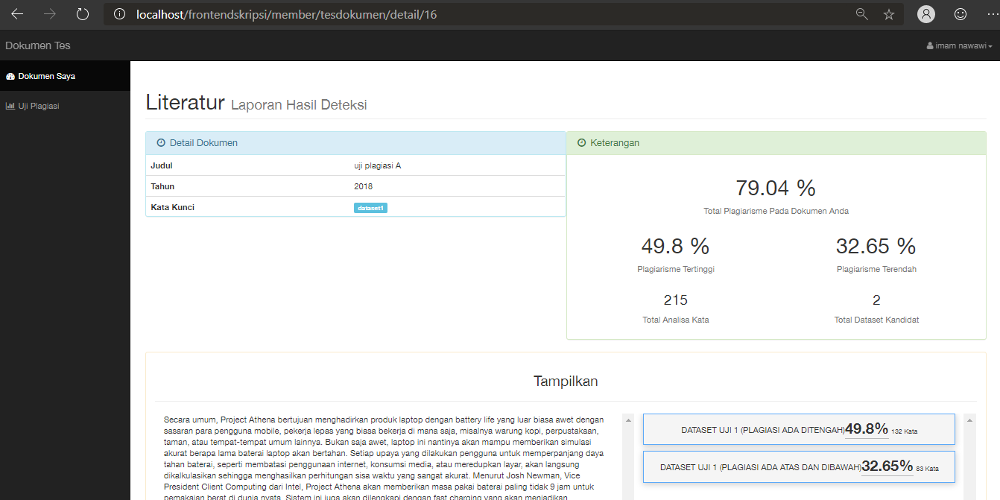 localhost/frontendskripsi/member/tesdokumen/detail/16
Dokumen Tes
imam nawawi
Dokumen Saya
Uji Plagiasi
Literatur Laporan Hasil Deteksi
Detail Dokumen
Judul uji plagiasi A
Tahun 2018
Kata Kunci dataset1
Keterangan
79.04 %
Total Plagiarisme Pada Dokumen Anda
49.8 % 32.65 %
Plagiarisme Tertinggi Plagiarisme Terendah
215 2
Total Analisa Kata Total Dataset Kandidat
Tampilkan
Secara umum, Project Athena bertujuan menghadirkan produk laptop dengan battery life yang luar biasa awet dengan
sasaran para pengguna mobile, pekerja lepas yang biasa bekerja di mana saja, misalnya warung kopi, perpustakaan,
taman, atau tempat-tempat umum lainnya. Bukan saja awet, laptop ini nantinya akan mampu memberikan simulasi
akurat berapa lama baterai laptop akan bertahan. Setiap upaya yang dilakukan pengguna untuk memperpanjang daya
tahan baterai, seperti membatasi penggunaan internet, konsumsi media, atau meredupkan layar, akan langsung
dikalkulasikan sehingga menghasilkan perhitungan sisa waktu yang sangat akurat. Menurut Josh Newman, Vice
President Client Computing dari Intel, Project Athena akan memberikan masa pakai baterai paling tidak 9 jam untuk
pemakaian berat di dunia nyata. Sistem ini juga akan dilengkapi dengan fast charging yang akan menjadikan
DATASET UJI 1 (PLAGIASI ADA DITENGAH)49.8% 132 Kata
DATASET UJI 1 (PLAGIASI ADA ATAS DAN DIBAWAH)32.65% 83 Kata